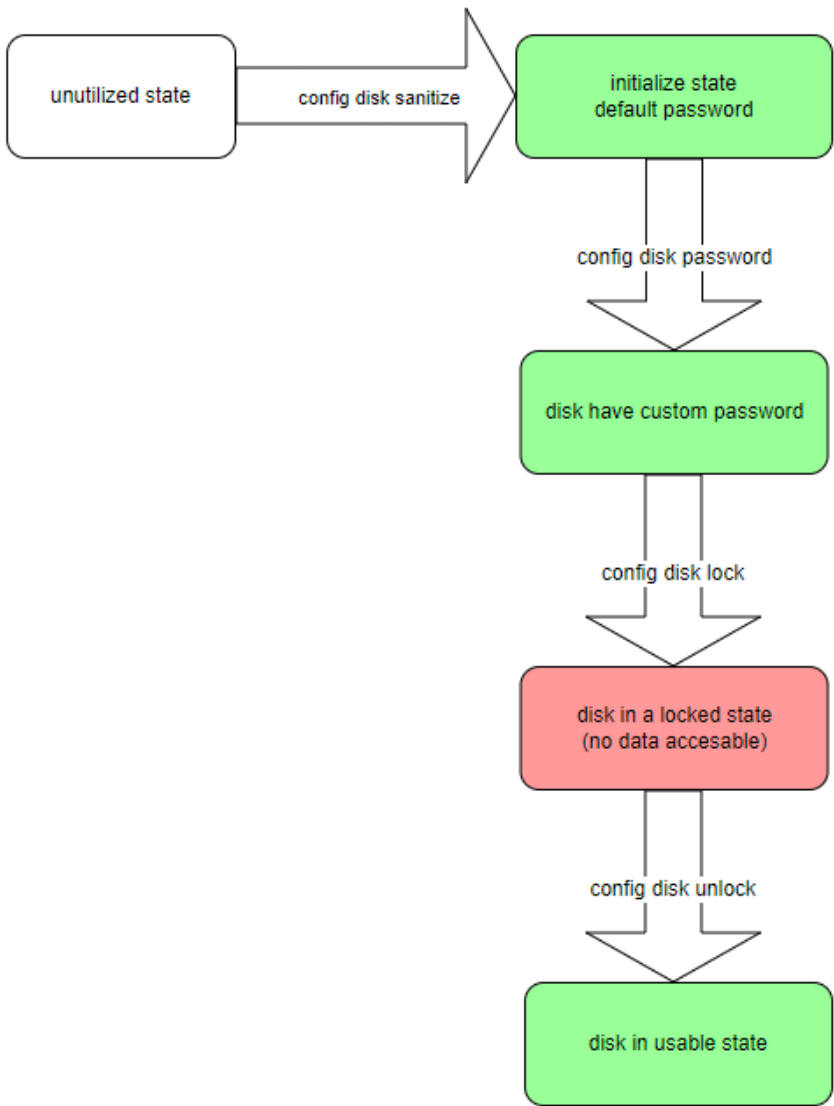 unutilized state
config disk sanitize
initialize state
default password
config disk password
disk have custom password
config disk lock
disk in a locked state
(no data accesable)
config disk unlock
disk in usable state